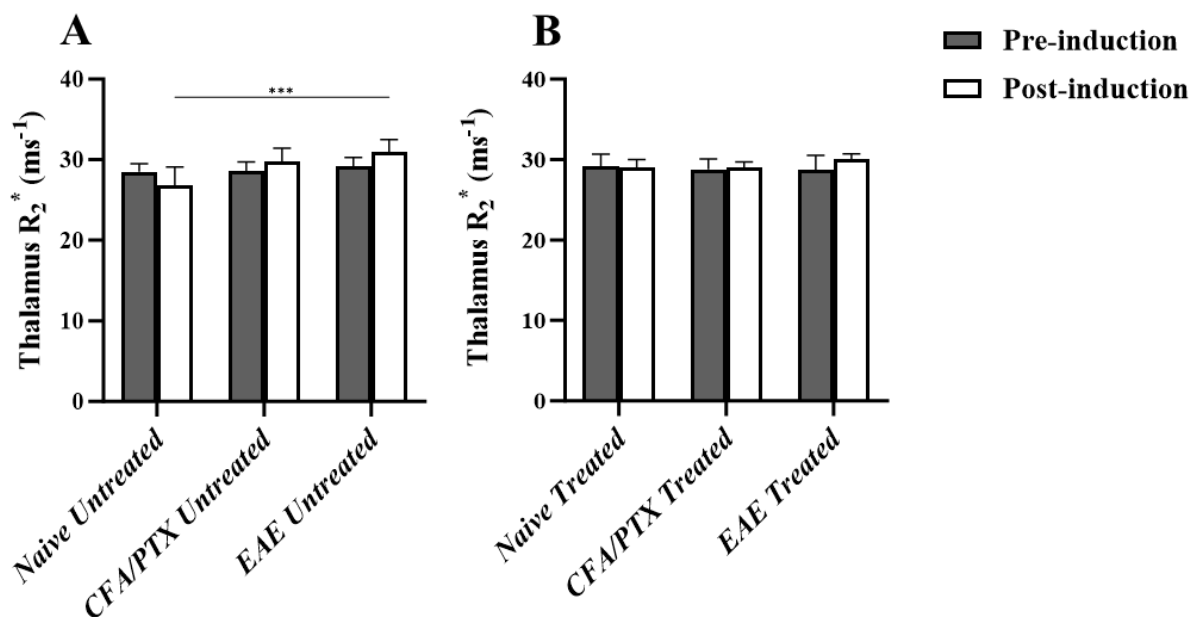 A
B
Pre-induction
Post-induction
Thalamus R₂* (ms⁻¹)
40
30
20
10
0
***
Naive Untreated
CFA/PTX Untreated
EAE Untreated
Thalamus R₂* (ms⁻¹)
40
30
20
10
0
Naive Treated
CFA/PTX Treated
EAE Treated